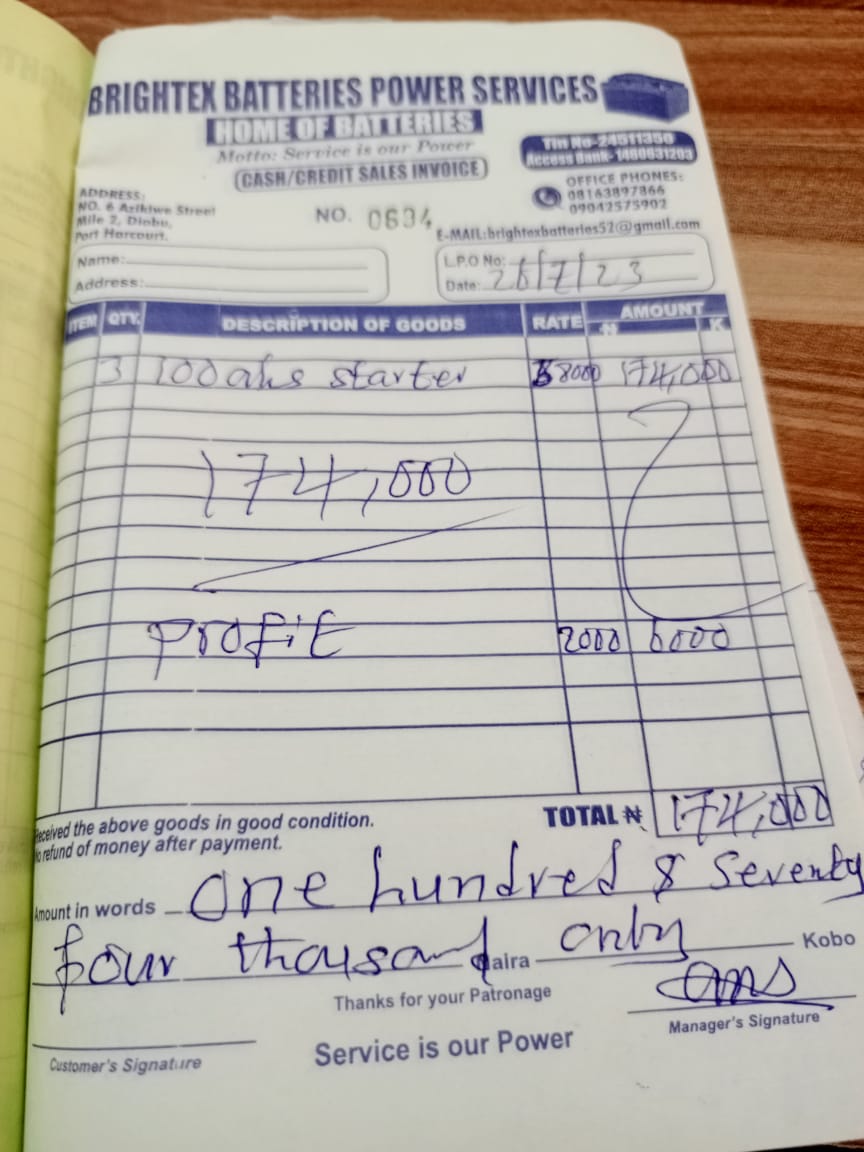 BRIGHTEX BATTERIES POWER SERVICES
HOME OF BATTERIES
Motto: Service is our Power
(CASH/CREDIT SALES INVOICE)
Tin No-24511350
Access Bank-1460631203
ADDRESS:
NO. 6 Azikiwe Street
Mile 2, Diobu,
Port Harcourt.
NO. 0634
OFFICE PHONES:
08163897866
09042575902
E-MAIL:brightexbatteries52@gmail.com
Name:
Address:
L.P.O No:
Date: 26/7/23
ITEM QTY. DESCRIPTION OF GOODS RATE AMOUNT
₦ K
3 100ahs starter 58000 174,000
174,000
Profit 2000 6000
TOTAL ₦ 174,000
Received the above goods in good condition.
No refund of money after payment.
Amount in words One hundred & Seventy
four thousand Naira only Kobo
Thanks for your Patronage
Manager's Signature
Customer's Signature
Service is our Power